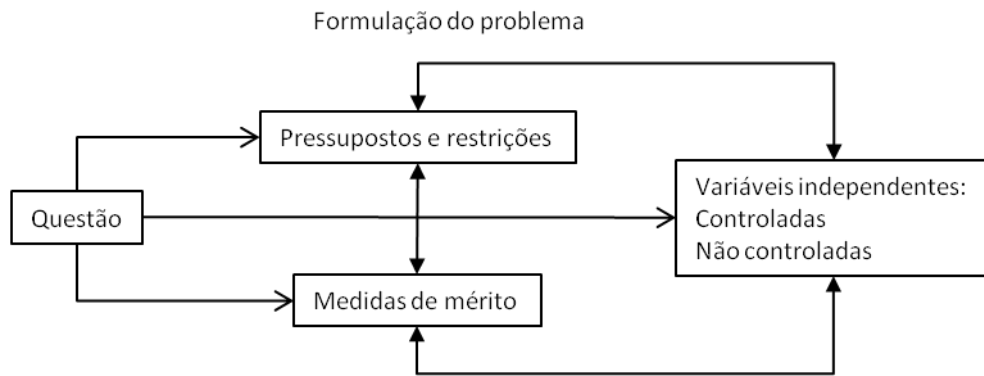 Formulação do problema
Pressupostos e restrições
Questão
Variáveis independentes:
Controladas
Não controladas
Medidas de mérito